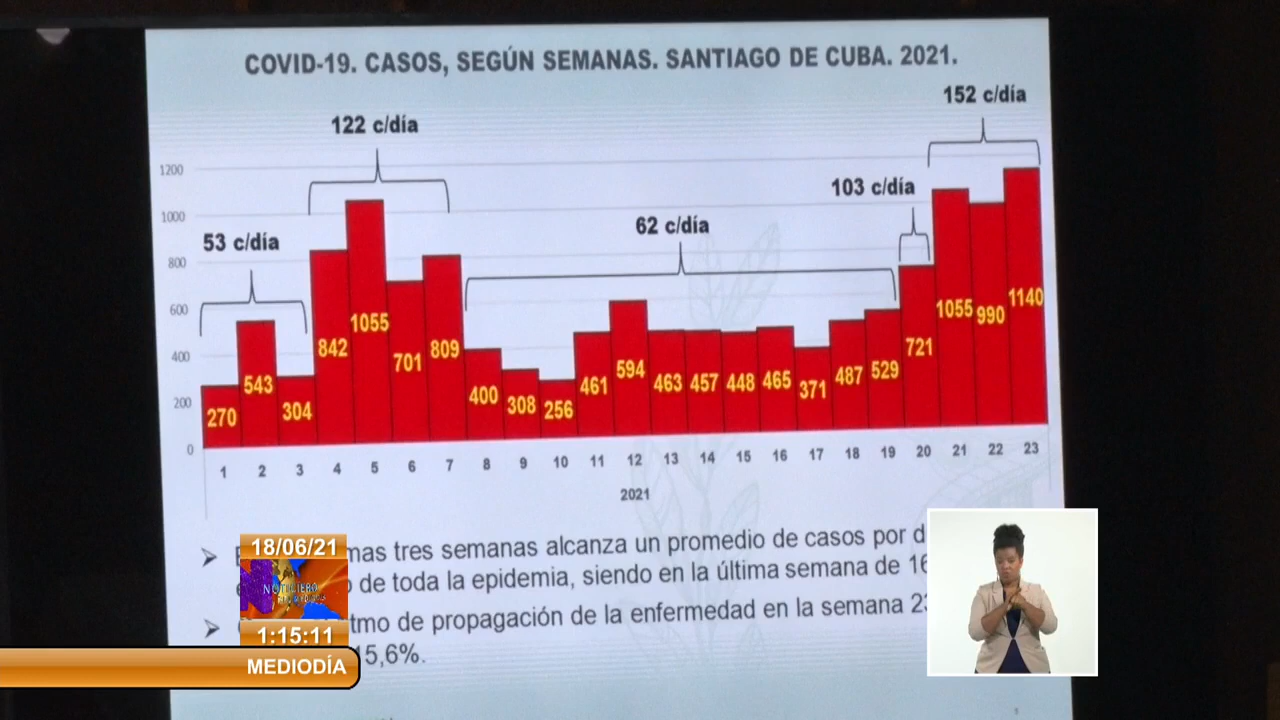 COVID-19. CASOS, SEGÚN SEMANAS. SANTIAGO DE CUBA. 2021.
152 c/día
122 c/día
103 c/día
62 c/día
53 c/día
1200
1000
800
600
400
200
0
270 543 304 842 1055 701 809 400 308 256 461 594 463 457 448 465 371 487 529 721 1055 990 1140
1 2 3 4 5 6 7 8 9 10 11 12 13 14 15 16 17 18 19 20 21 22 23
2021
mas tres semanas alcanza un promedio de casos por d
de toda la epidemia, siendo en la última semana de 16
tmo de propagación de la enfermedad en la semana 23
15,6%.
18/06/21
NOTICIERO
1:15:11
MEDIODÍA